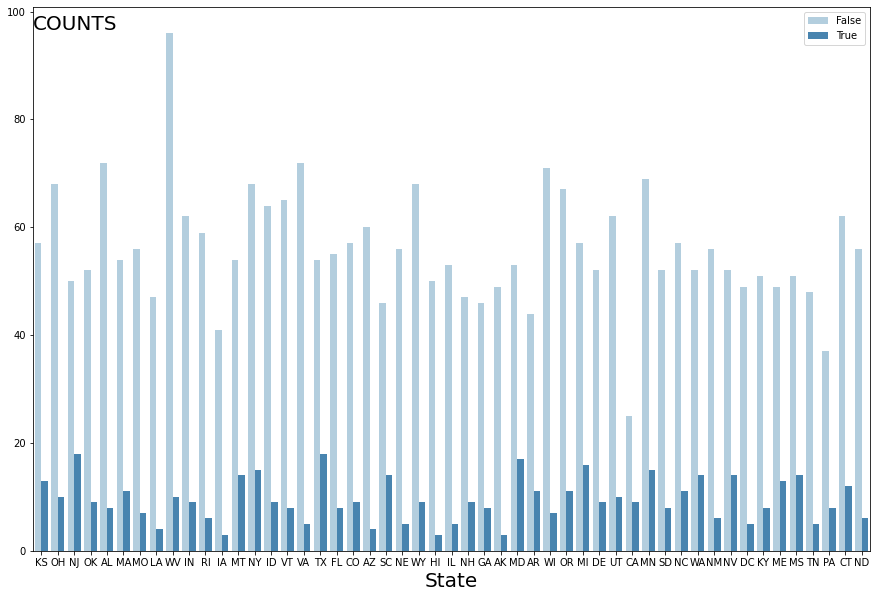 COUNTS
False
True
100
80
60
40
20
0
KS OH NJ OK AL MA MO LA WV IN RI IA MT NY ID VT VA TX FL CO AZ SC NE WY HI IL NH GA AK MD AR WI OR MI DE UT CA MN SD NC WA NM NV DC KY ME MS TN PA CT ND
State